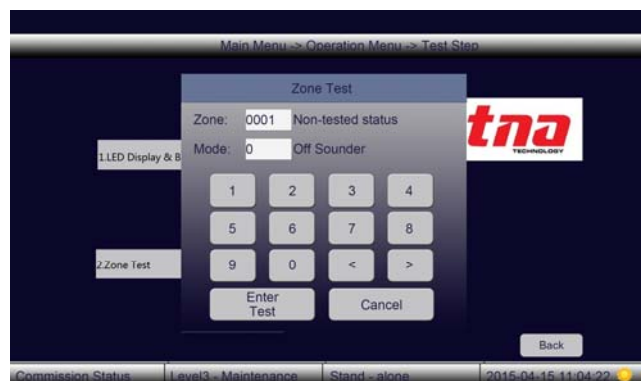 Main Menu -> Operation Menu -> Test Step
Zone Test
Zone: 0001 Non-tested status
Mode: 0 Off Sounder
tna
TECHNOLOGY
1.LED Display & B
1 2 3 4
5 6 7 8
2.Zone Test
9 0 < >
Enter
Test
Cancel
Back
Commission Status Level3 - Maintenance Stand - alone 2015-04-15 11:04:22